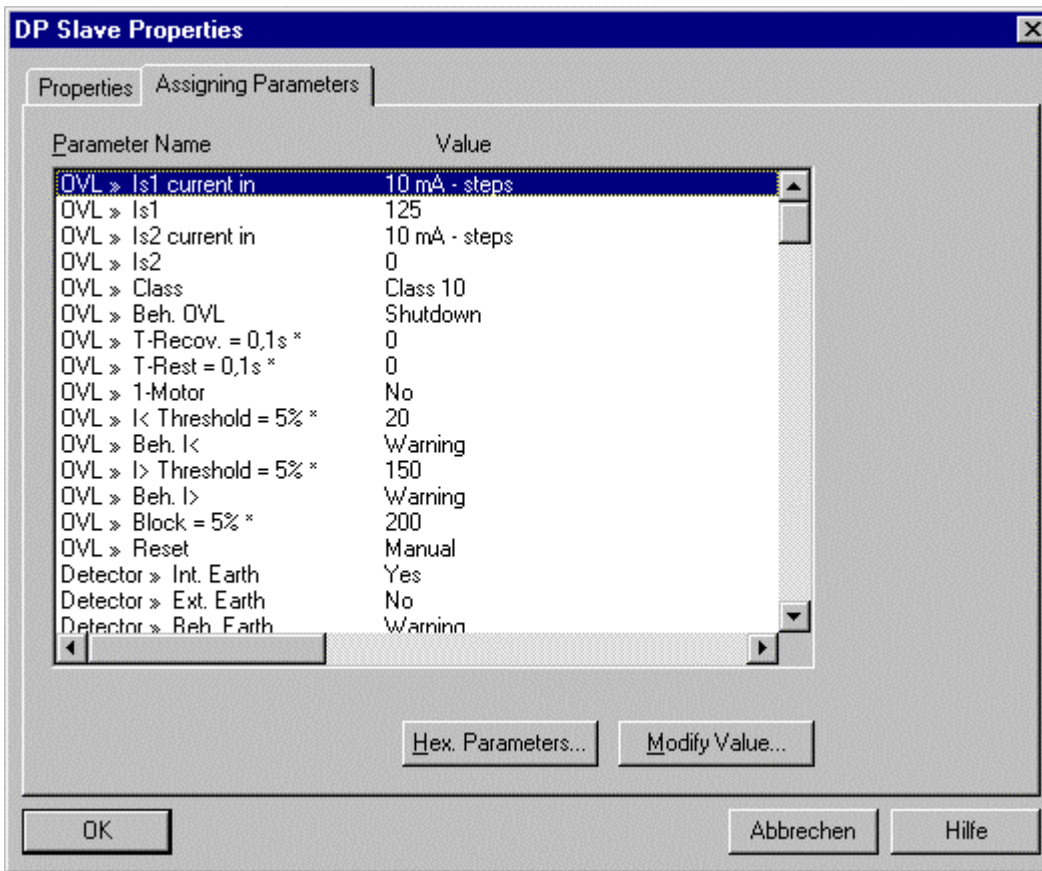 DP Slave Properties
Properties Assigning Parameters
Parameter Name Value
OVL » Is1 current in 10 mA - steps
OVL » Is1 125
OVL » Is2 current in 10 mA - steps
OVL » Is2 0
OVL » Class Class 10
OVL » Beh. OVL Shutdown
OVL » T-Recov. = 0,1s * 0
OVL » T-Rest = 0,1s * 0
OVL » 1-Motor No
OVL » I< Threshold = 5% * 20
OVL » Beh. I< Warning
OVL » I> Threshold = 5% * 150
OVL » Beh. I> Warning
OVL » Block = 5% * 200
OVL » Reset Manual
Detector » Int. Earth Yes
Detector » Ext. Earth No
Detector » Beh. Earth Warning
Hex. Parameters... Modify Value...
OK Abbrechen Hilfe